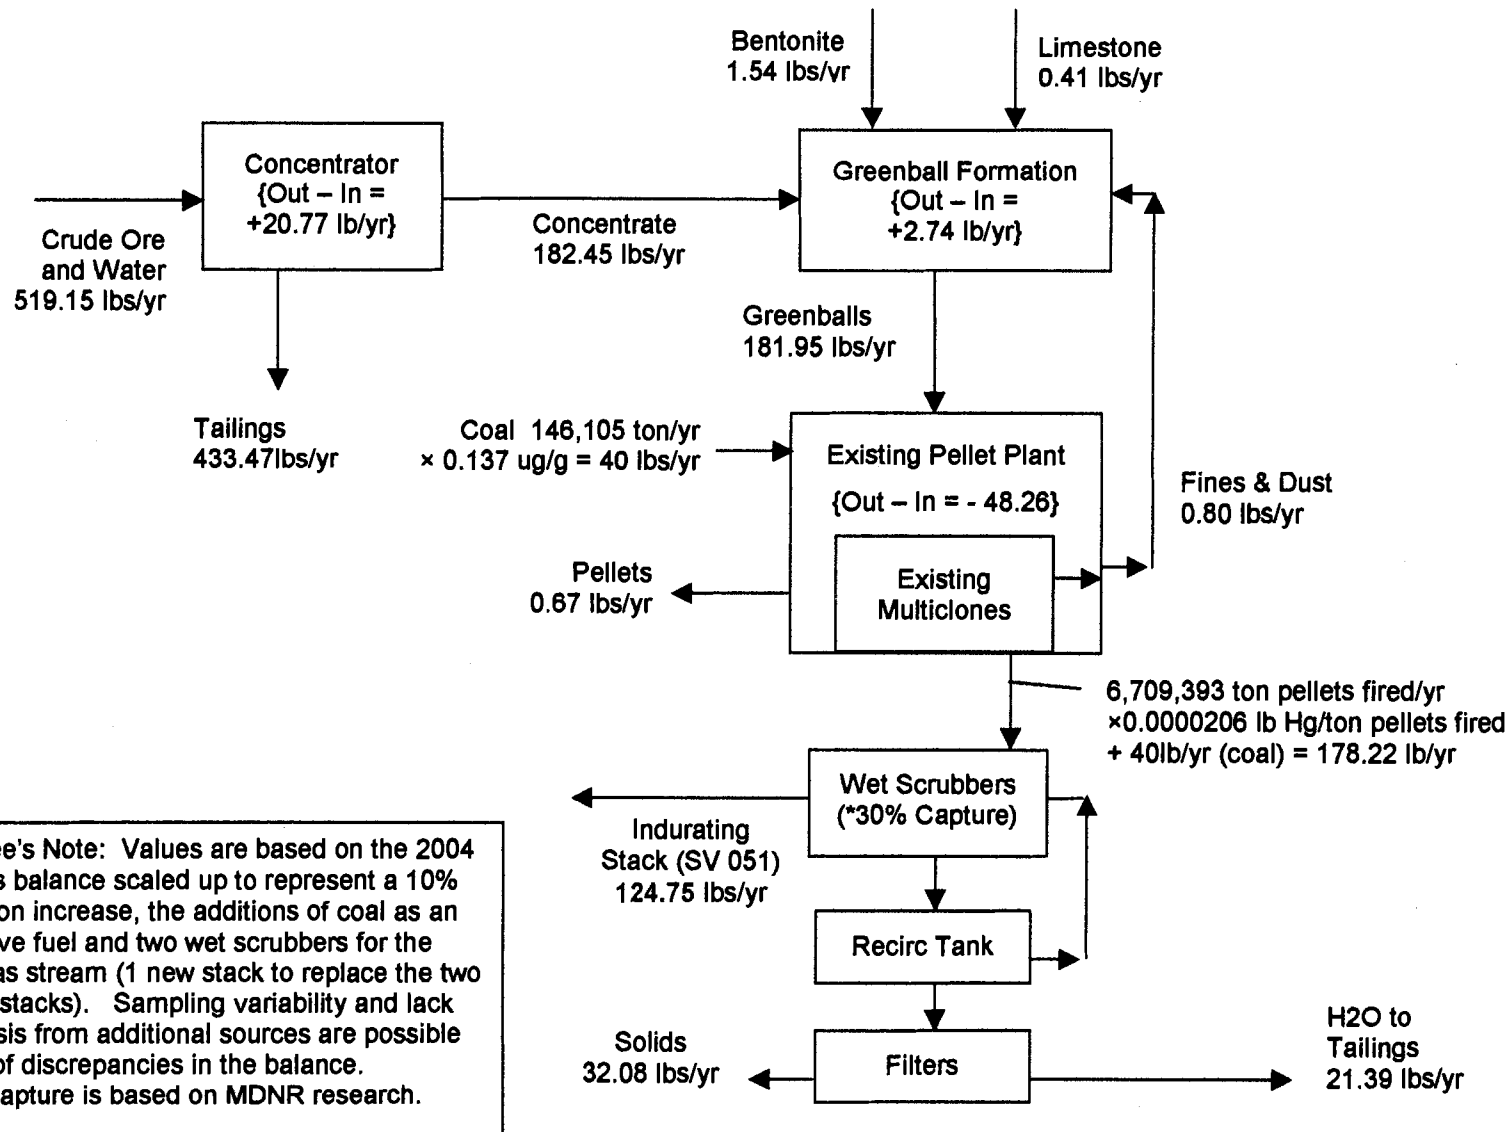 Bentonite
1.54 lbs/yr
Limestone
0.41 lbs/yr
Concentrator
{Out – In =
+20.77 lb/yr}
Greenball Formation
{Out – In =
+2.74 lb/yr}
Crude Ore
and Water
519.15 lbs/yr
Concentrate
182.45 lbs/yr
Greenballs
181.95 lbs/yr
Tailings
433.47lbs/yr
Coal 146,105 ton/yr
× 0.137 ug/g = 40 lbs/yr
Existing Pellet Plant
{Out – In = - 48.26}
Fines & Dust
0.80 lbs/yr
Pellets
0.67 lbs/yr
Existing
Multiclones
6,709,393 ton pellets fired/yr
×0.0000206 lb Hg/ton pellets fired
+ 40lb/yr (coal) = 178.22 lb/yr
Wet Scrubbers
(*30% Capture)
Indurating
Stack (SV 051)
124.75 lbs/yr
Recirc Tank
Solids
32.08 lbs/yr
Filters
H2O to
Tailings
21.39 lbs/yr
ee's Note: Values are based on the 2004
s balance scaled up to represent a 10%
on increase, the additions of coal as an
ve fuel and two wet scrubbers for the
as stream (1 new stack to replace the two
stacks). Sampling variability and lack
sis from additional sources are possible
of discrepancies in the balance.
apture is based on MDNR research.